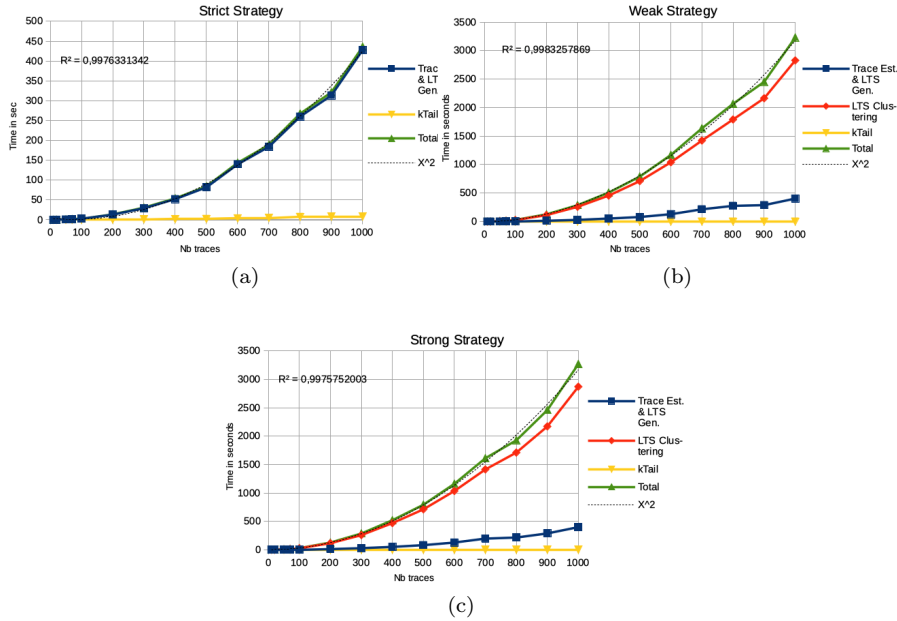 Strict Strategy
500
450
400
350
300
250
200
150
100
50
0
Time in sec
R² = 0,9976331342
0 100 200 300 400 500 600 700 800 900 1000
Nb traces
Trac
& LT
Gen.
kTail
Total
X^2
(a)
Weak Strategy
3500
3000
2500
2000
1500
1000
500
0
Time in seconds
R² = 0,9983257869
0 100 200 300 400 500 600 700 800 900 1000
Nb traces
Trace Est.
& LTS
Gen.
LTS Clus-
tering
kTail
Total
X^2
(b)
Strong Strategy
3500
3000
2500
2000
1500
1000
500
0
Time in seconds
R² = 0,9975752003
0 100 200 300 400 500 600 700 800 900 1000
Nb traces
Trace Est.
& LTS
Gen.
LTS Clus-
tering
kTail
Total
X^2
(c)